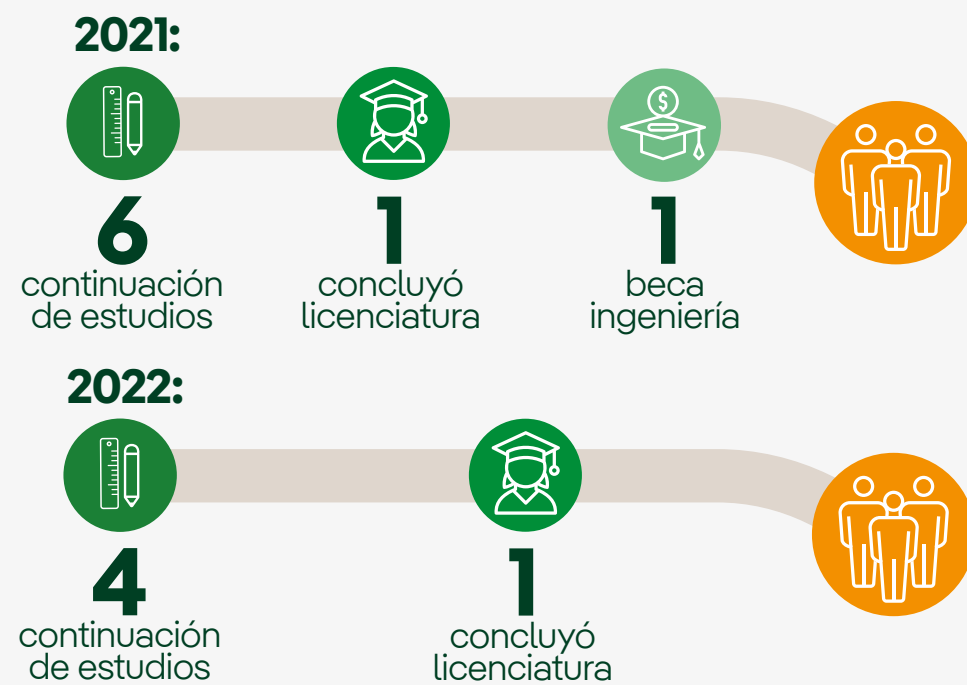 2021:
6
continuación
de estudios
1
concluyó
licenciatura
$
1
beca
ingeniería
2022:
4
continuación
de estudios
1
concluyó
licenciatura